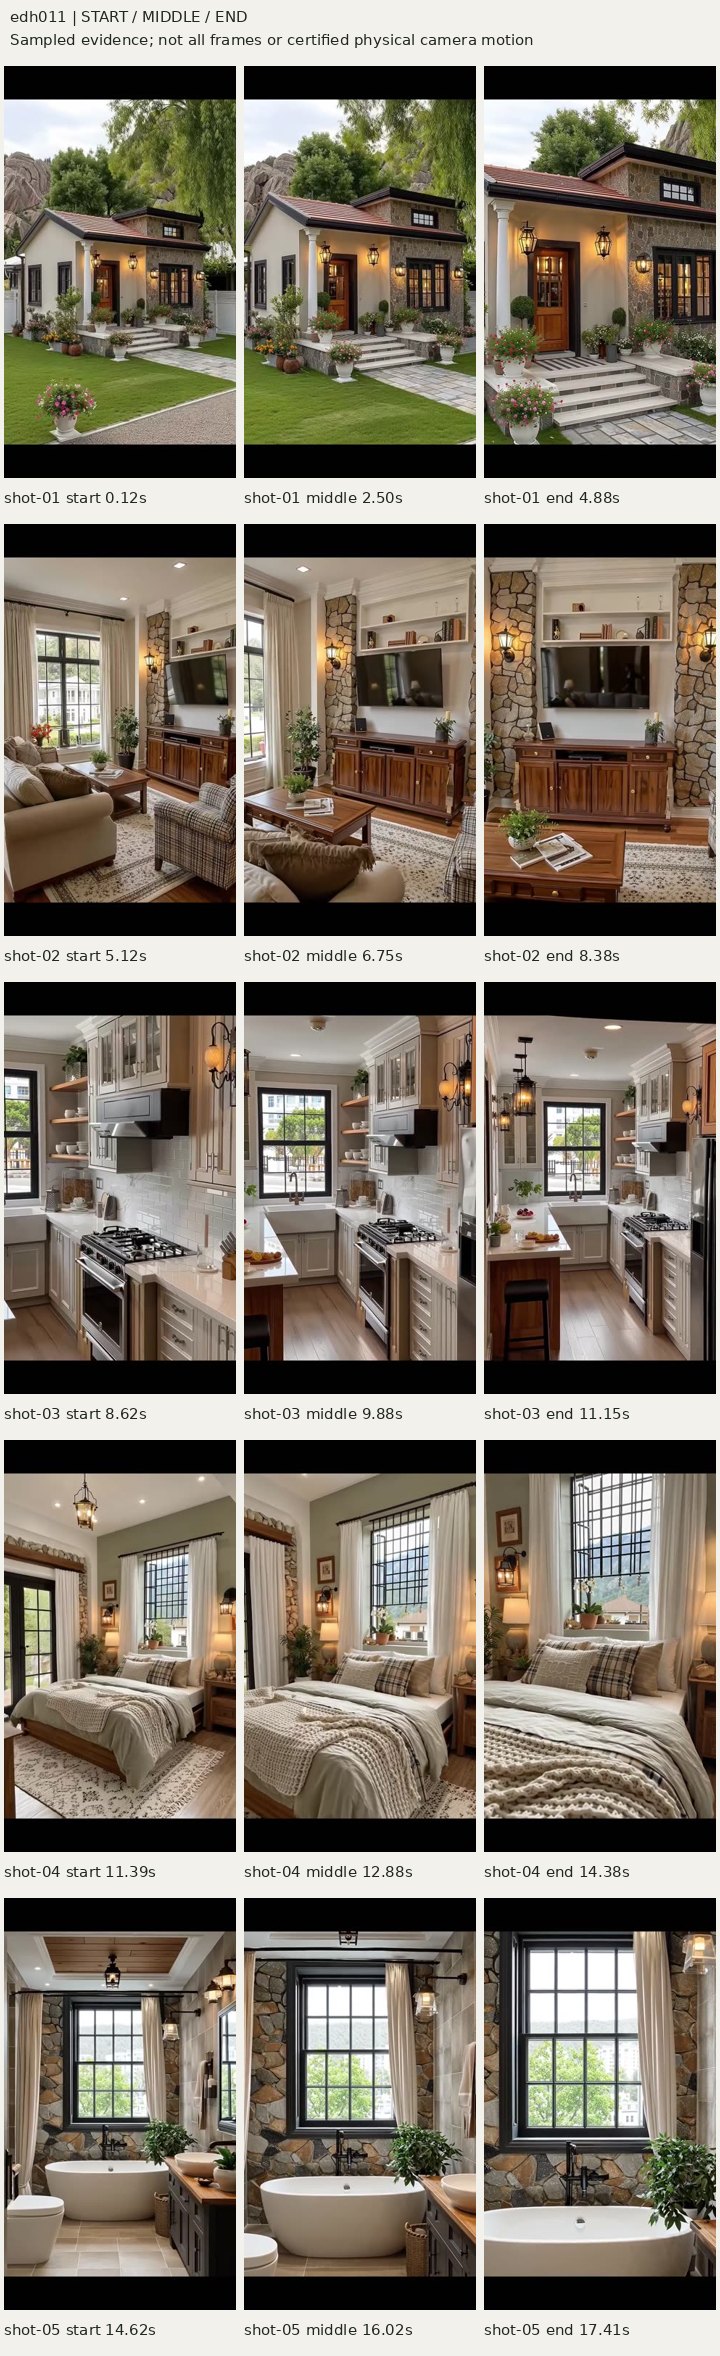 edh011 | START / MIDDLE / END
Sampled evidence; not all frames or certified physical camera motion
shot-01 start 0.12s
shot-01 middle 2.50s
shot-01 end 4.88s
shot-02 start 5.12s
shot-02 middle 6.75s
shot-02 end 8.38s
shot-03 start 8.62s
shot-03 middle 9.88s
shot-03 end 11.15s
shot-04 start 11.39s
shot-04 middle 12.88s
shot-04 end 14.38s
shot-05 start 14.62s
shot-05 middle 16.02s
shot-05 end 17.41s